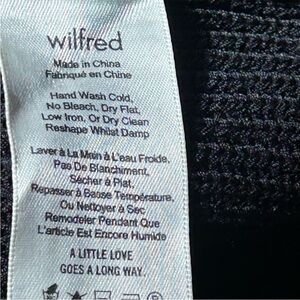 wilfred
Made in China
Fabriqué en Chine
Hand Wash Cold,
No Bleach, Dry Flat,
Low Iron, Or Dry Clean
Reshape Whilst Damp
Laver à La Main à L'eau Froide,
Pas De Blanchiment,
Sécher à Plat,
Repasser à Basse Température,
Ou Nettoyer à Sec
Remodeler Pendant Que
L'article Est Encore Humide
A LITTLE LOVE
GOES A LONG WAY.